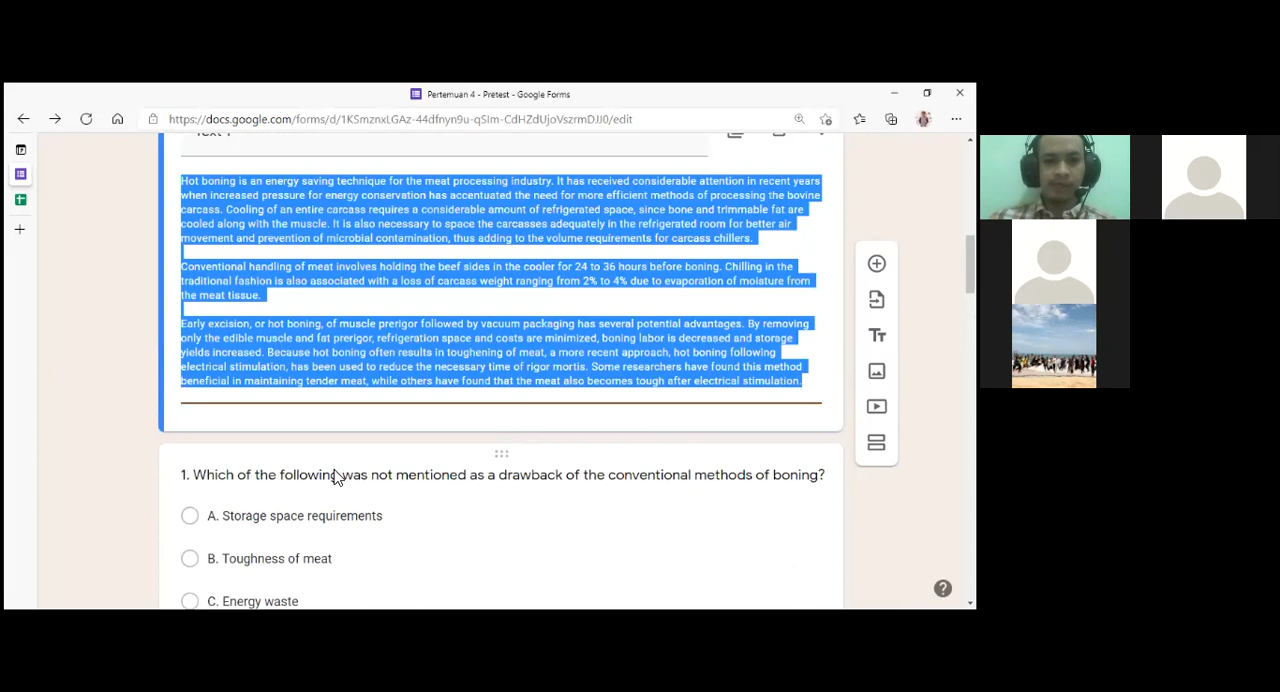 Pertemuan 4 - Pretest - Google Forms
https://docs.google.com/forms/d/1KSmznxLGAz-44dfnyn9u-qSIm-CdHZdUjoVszrmDJJ0/edit
Text 1
Hot boning is an energy saving technique for the meat processing industry. It has received considerable attention in recent years
when increased pressure for energy conservation has accentuated the need for more efficient methods of processing the bovine
carcass. Cooling of an entire carcass requires a considerable amount of refrigerated space, since bone and trimmable fat are
cooled along with the muscle. It is also necessary to space the carcasses adequately in the refrigerated room for better air
movement and prevention of microbial contamination, thus adding to the volume requirements for carcass chillers.
Conventional handling of meat involves holding the beef sides in the cooler for 24 to 36 hours before boning. Chilling in the
traditional fashion is also associated with a loss of carcass weight ranging from 2% to 4% due to evaporation of moisture from
the meat tissue.
Early excision, or hot boning, of muscle prerigor followed by vacuum packaging has several potential advantages. By removing
only the edible muscle and fat prerigor, refrigeration space and costs are minimized, boning labor is decreased and storage
yields increased. Because hot boning often results in toughening of meat, a more recent approach, hot boning following
electrical stimulation, has been used to reduce the necessary time of rigor mortis. Some researchers have found this method
beneficial in maintaining tender meat, while others have found that the meat also becomes tough after electrical stimulation.
Tт
1. Which of the following was not mentioned as a drawback of the conventional methods of boning?
A. Storage space requirements
B. Toughness of meat
C. Energy waste